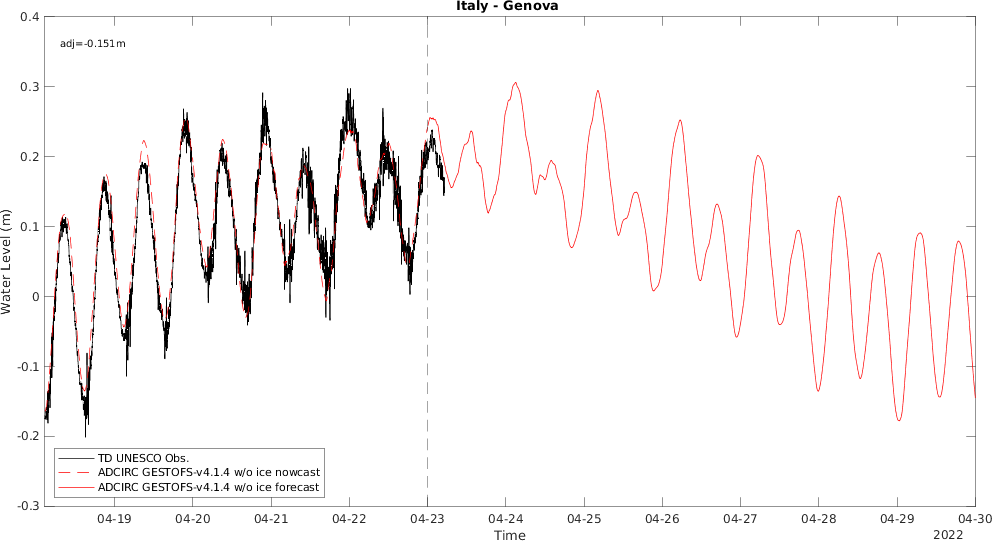 Italy - Genova
adj=-0.151m
0.4
0.3
0.2
0.1
0
-0.1
-0.2
-0.3
Water Level (m)
TD UNESCO Obs.
ADCIRC GESTOFS-v4.1.4 w/o ice nowcast
ADCIRC GESTOFS-v4.1.4 w/o ice forecast
04-19 04-20 04-21 04-22 04-23 04-24 04-25 04-26 04-27 04-28 04-29 04-30
Time
2022